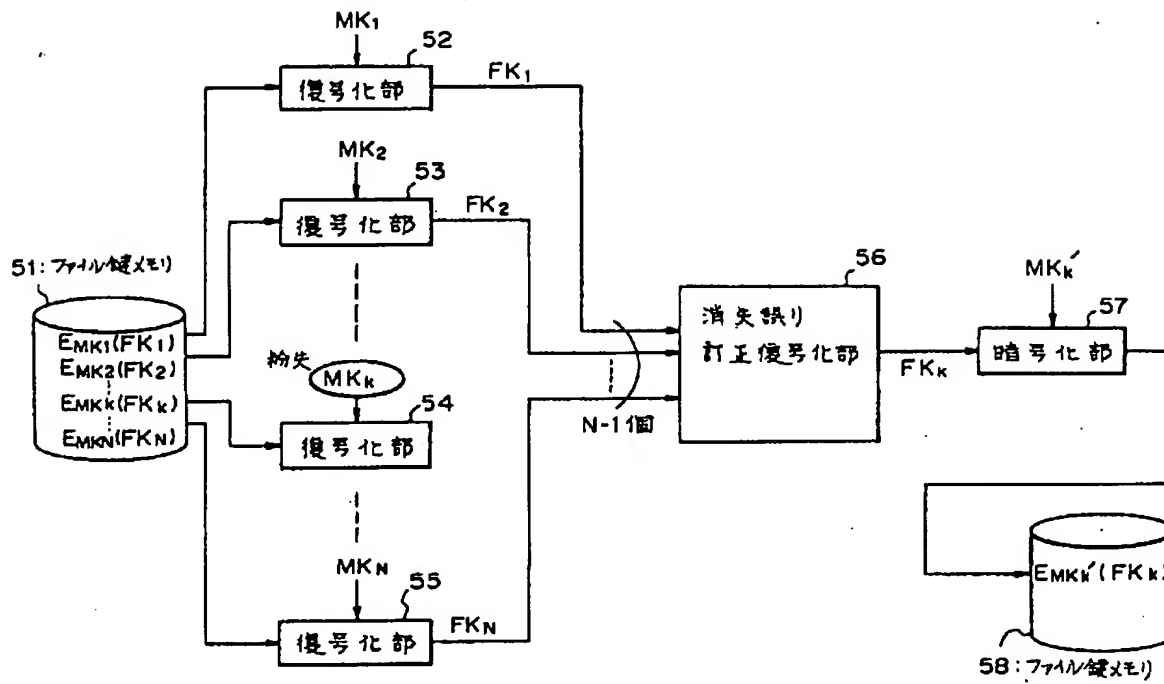 MK₁
52
復号化部
FK₁
MK₂
53
復号化部
FK₂
51:ファイル鍵メモリ
EMK1(FK1)
EMK2(FK2)
EMKk(FKk)
EMKN(FKN)
紛失
MKk
54
復号化部
MKN
55
復号化部
FKN
N-1個
56
消失誤り
訂正復号化部
FKk
MKk′
57
暗号化部
EMKk′(FKk)
58:ファイル鍵メモリ